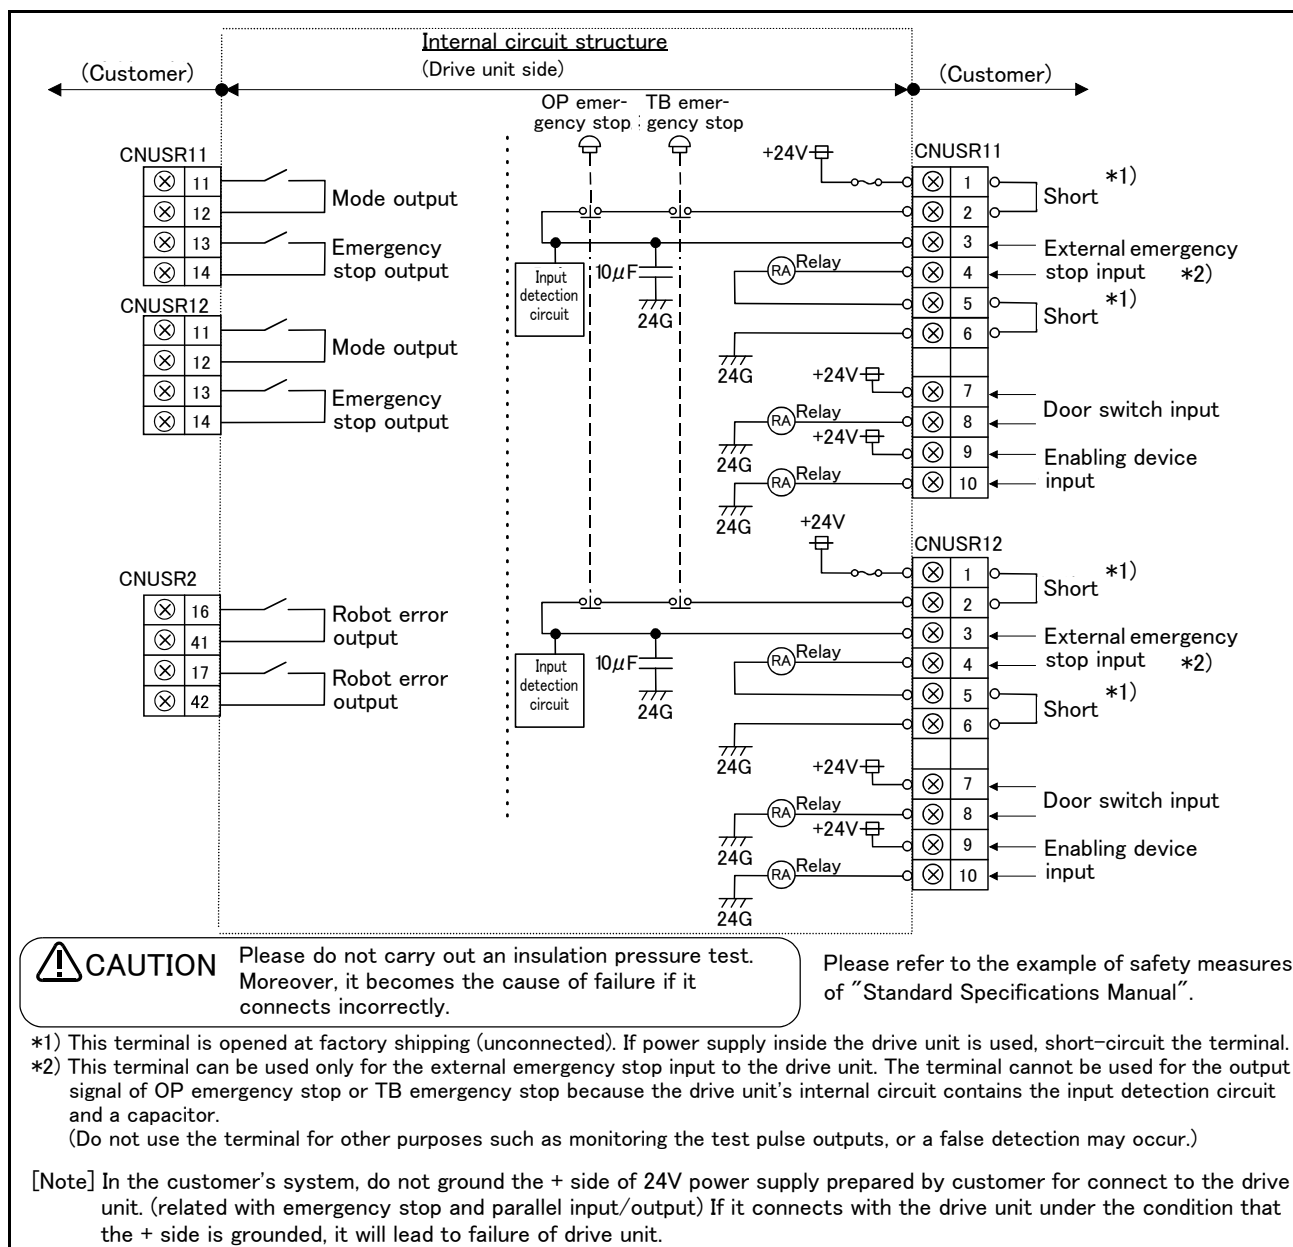 Internal circuit structure
(Customer)
(Drive unit side)
(Customer)
OP emer-
gency stop
TB emer-
gency stop
CNUSR11
11
12
13
14
Mode output
Emergency
stop output
CNUSR12
11
12
13
14
Mode output
Emergency
stop output
CNUSR2
16
41
17
42
Robot error
output
Robot error
output
+24V
CNUSR11
1
2
3
4
5
6
7
8
9
10
Short *1)
External emergency
stop input *2)
Short *1)
Door switch input
Enabling device
input
Input
detection
circuit
10μF
24G
RA Relay
24G
+24V
RA Relay
24G
+24V
RA Relay
24G
+24V
CNUSR12
1
2
3
4
5
6
7
8
9
10
Short *1)
External emergency
stop input *2)
Short *1)
Door switch input
Enabling device
input
Input
detection
circuit
10μF
24G
RA Relay
24G
+24V
RA Relay
24G
+24V
RA Relay
24G
CAUTION
Please do not carry out an insulation pressure test.
Moreover, it becomes the cause of failure if it
connects incorrectly.
Please refer to the example of safety measures
of "Standard Specifications Manual".
*1) This terminal is opened at factory shipping (unconnected). If power supply inside the drive unit is used, short-circuit the terminal.
*2) This terminal can be used only for the external emergency stop input to the drive unit. The terminal cannot be used for the output
signal of OP emergency stop or TB emergency stop because the drive unit's internal circuit contains the input detection circuit
and a capacitor.
(Do not use the terminal for other purposes such as monitoring the test pulse outputs, or a false detection may occur.)
[Note] In the customer's system, do not ground the + side of 24V power supply prepared by customer for connect to the drive
unit. (related with emergency stop and parallel input/output) If it connects with the drive unit under the condition that
the + side is grounded, it will lead to failure of drive unit.